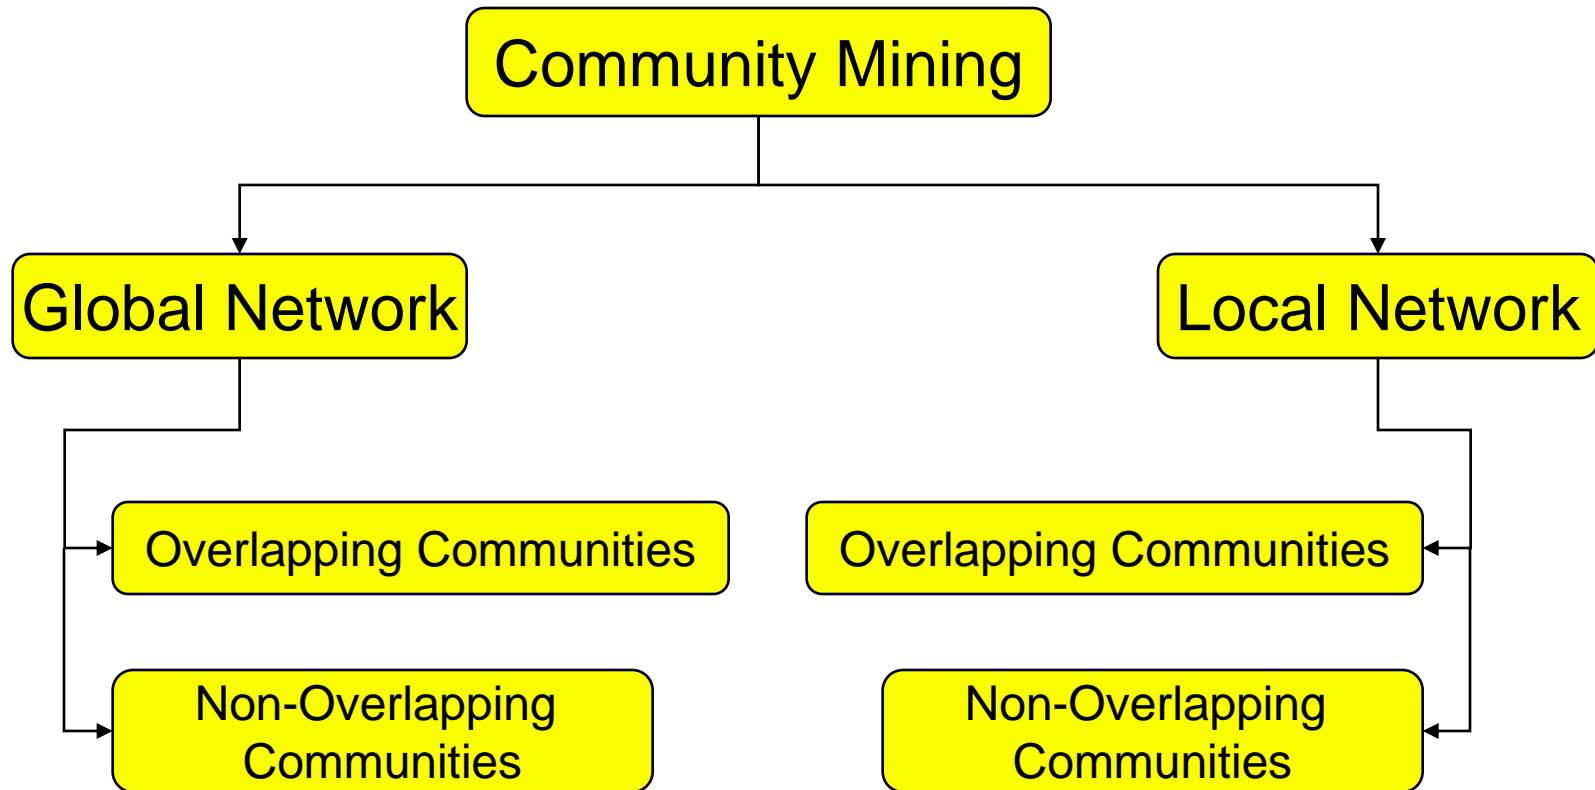 Community Mining
Global Network
Local Network
Overlapping Communities
Overlapping Communities
Non-Overlapping
Communities
Non-Overlapping
Communities